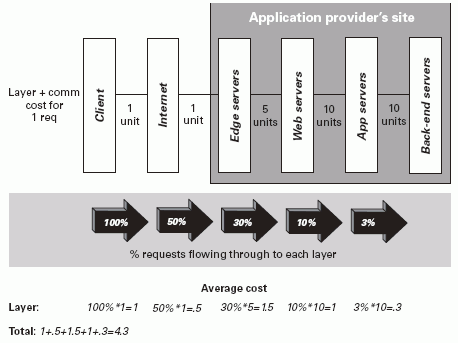 Application provider's site
Layer + comm
cost for
1 req
Client
1
unit
Internet
1
unit
Edge servers
5
units
Web servers
10
units
App servers
10
units
Back-end servers
100%
50%
30%
10%
3%
% requests flowing through to each layer
Average cost
Layer: 100%*1=1 50%*1=.5 30%*5=1.5 10%*10=1 3%*10=.3
Total: 1+.5+1.5+1+.3=4.3